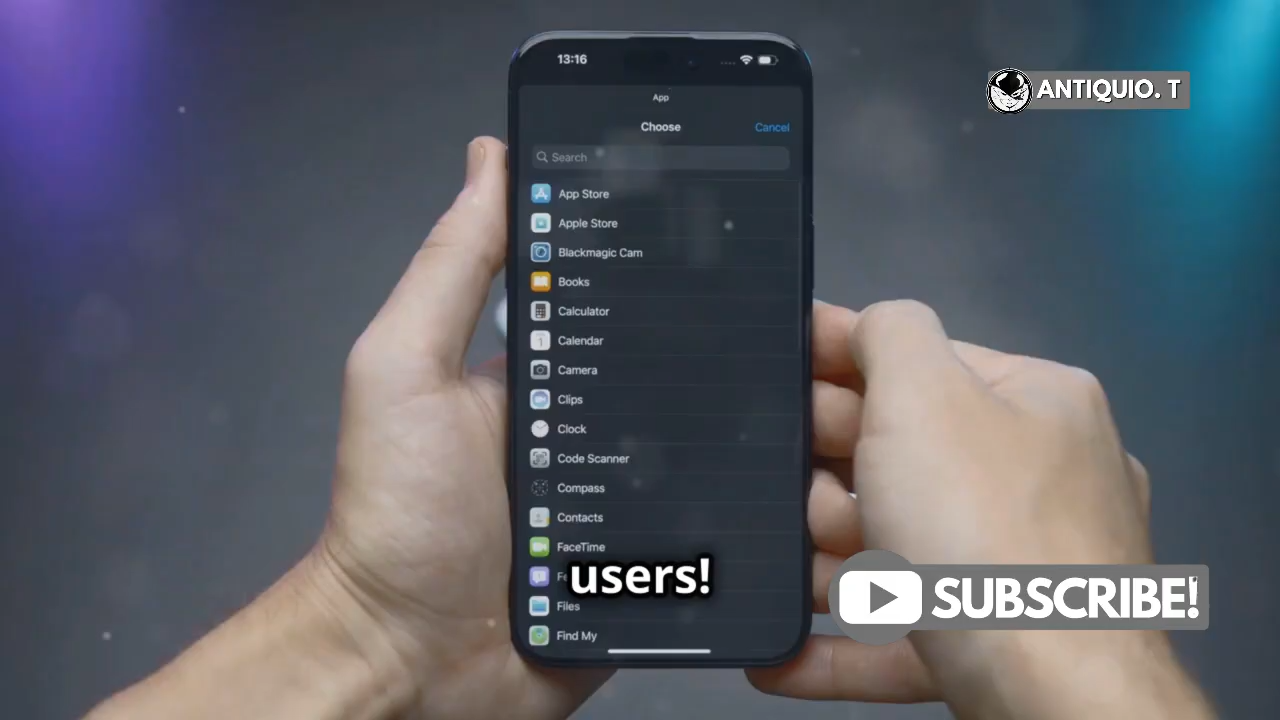 13:16
ANTIQUIO. T
App
Choose
Cancel
Search
App Store
Apple Store
Blackmagic Cam
Books
Calculator
Calendar
1
Camera
Clips
Clock
Code Scanner
Compass
Contacts
FaceTime
users!
SUBSCRIBE!
Files
Find My